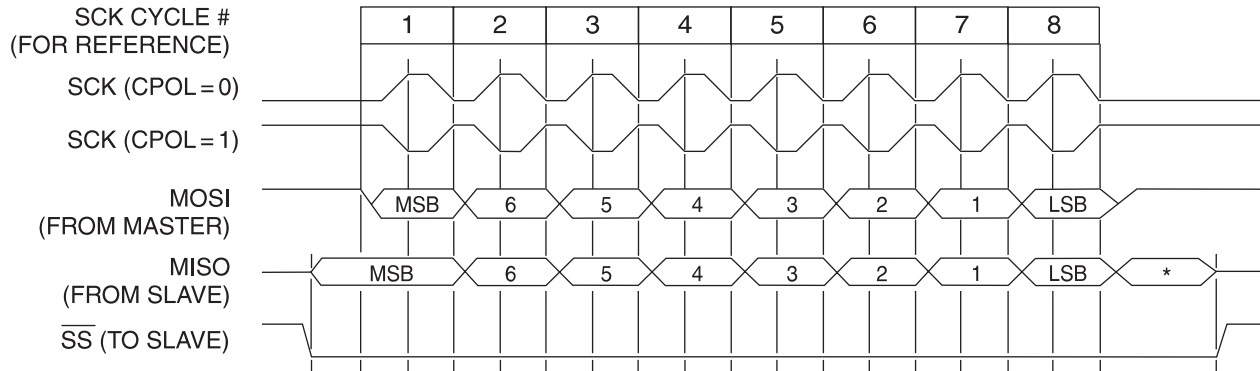 SCK CYCLE #
(FOR REFERENCE)
1 2 3 4 5 6 7 8
SCK (CPOL = 0)
SCK (CPOL = 1)
MOSI
(FROM MASTER)
MSB 6 5 4 3 2 1 LSB
MISO
(FROM SLAVE)
MSB 6 5 4 3 2 1 LSB *
S̅S̅ (TO SLAVE)